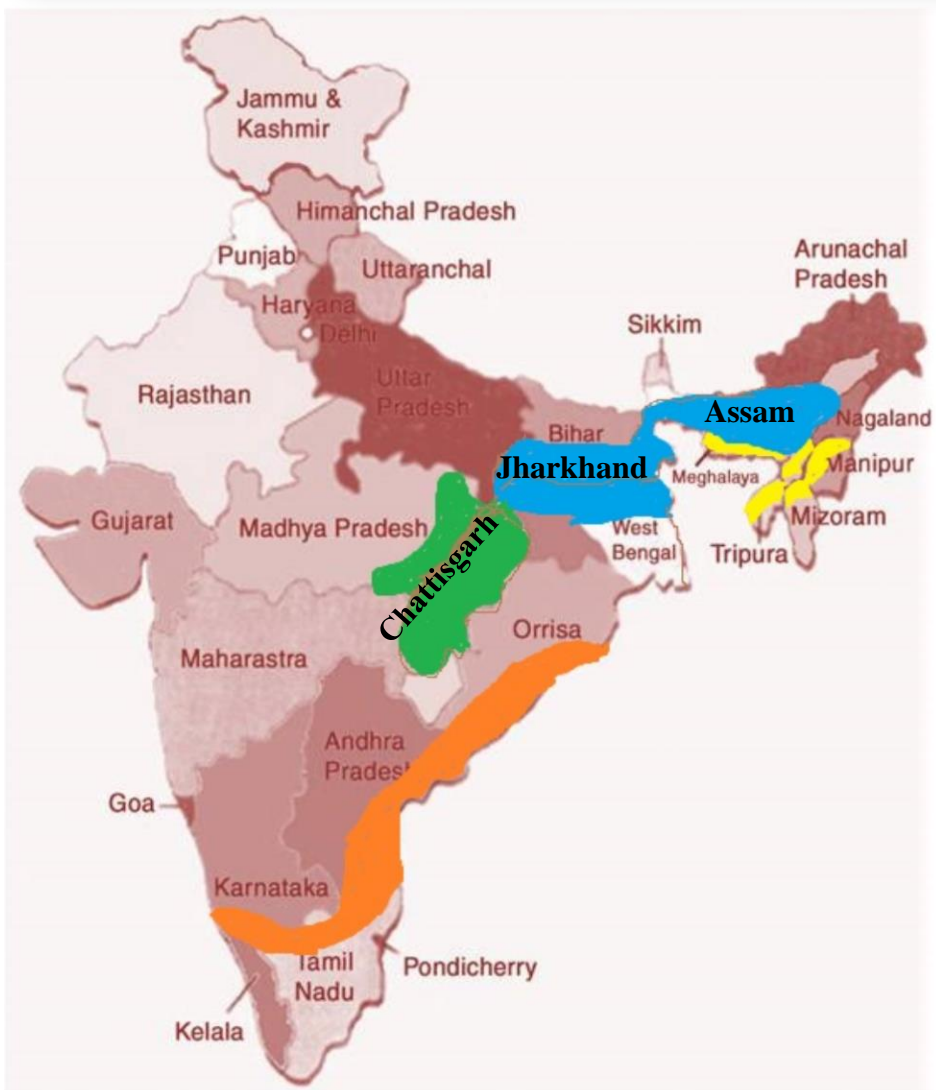 Jammu &
Kashmir
Himanchal Pradesh
Punjab
Uttaranchal
Arunachal
Pradesh
Haryana
Delhi
Sikkim
Rajasthan
Uttar
Pradesh
Assam
Nagaland
Bihar
Jharkhand
Meghalaya
Manipur
Gujarat
Madhya Pradesh
Chattisgarh
Mizoram
West
Bengal
Tripura
Orrisa
Maharastra
Andhra
Prades
Goa
Karnataka
Tamil
Nadu
Pondicherry
Kelala